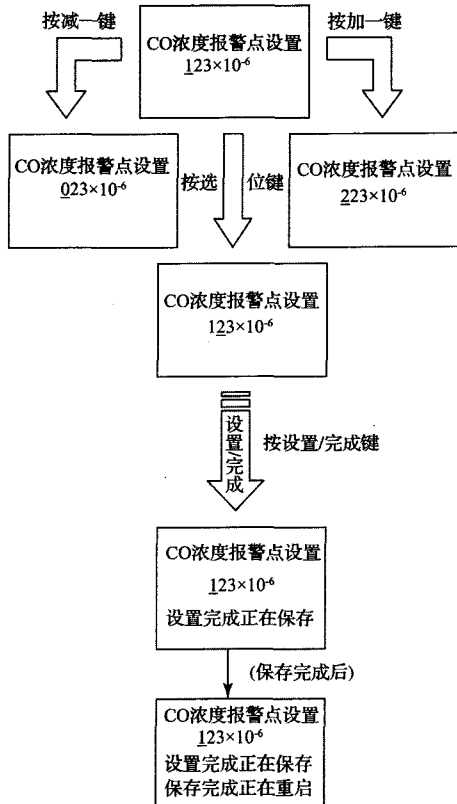 按减一键
按加一键
CO浓度报警点设置
123×10⁻⁶
CO浓度报警点设置
023×10⁻⁶
按选
位键
CO浓度报警点设置
223×10⁻⁶
CO浓度报警点设置
123×10⁻⁶
设置/完成
按设置/完成键
CO浓度报警点设置
123×10⁻⁶
设置完成正在保存
(保存完成后)
CO浓度报警点设置
123×10⁻⁶
设置完成正在保存
保存完成正在重启